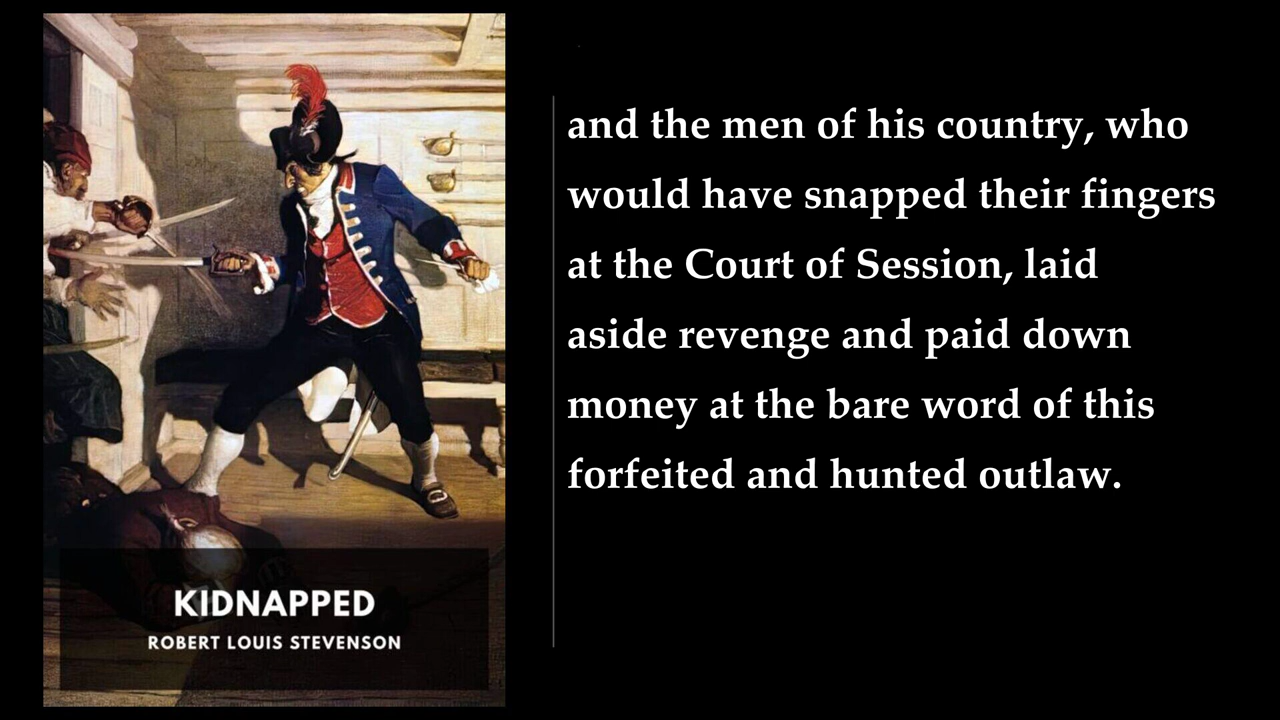 KIDNAPPED
ROBERT LOUIS STEVENSON
and the men of his country, who
would have snapped their fingers
at the Court of Session, laid
aside revenge and paid down
money at the bare word of this
forfeited and hunted outlaw.